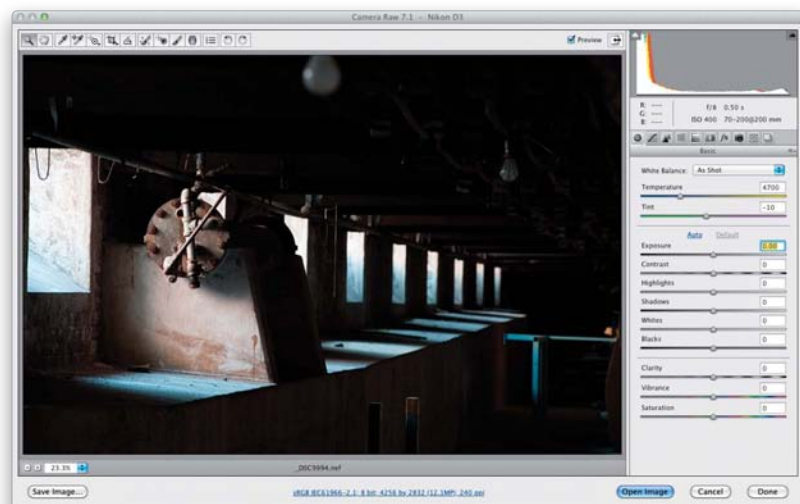 Camera Raw 7.1 – Nikon D3
Preview
R: ---
G: ---
B: ---
f/8 0.50 s
ISO 400 70-200@200 mm
Basic
White Balance: As Shot
Temperature 4700
Tint -10
Auto Default
Exposure 0.00
Contrast 0
Highlights 0
Shadows 0
Whites 0
Blacks 0
Clarity 0
Vibrance 0
Saturation 0
23.3% _DSC9994.nef
Save Image... sRGB IEC61966-2.1; 8 bit; 4256 by 2832 (12.1MP); 240 ppi Open Image Cancel Done